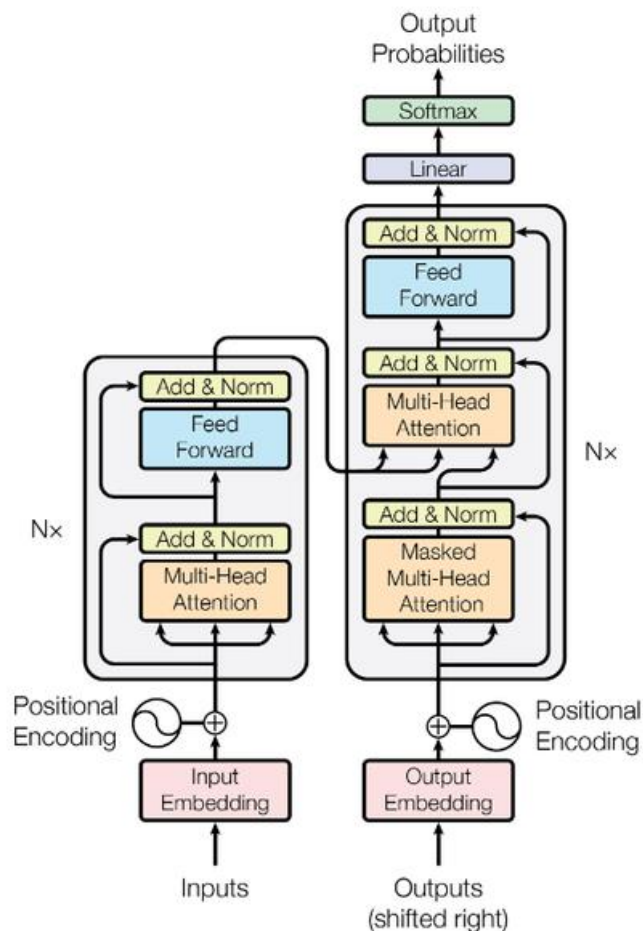 Output
Probabilities
Softmax
Linear
Add & Norm
Feed
Forward
Add & Norm
Multi-Head
Attention
Add & Norm
Masked
Multi-Head
Attention
N×
Add & Norm
Feed
Forward
Add & Norm
Multi-Head
Attention
N×
Positional
Encoding
Positional
Encoding
Input
Embedding
Output
Embedding
Inputs
Outputs
(shifted right)